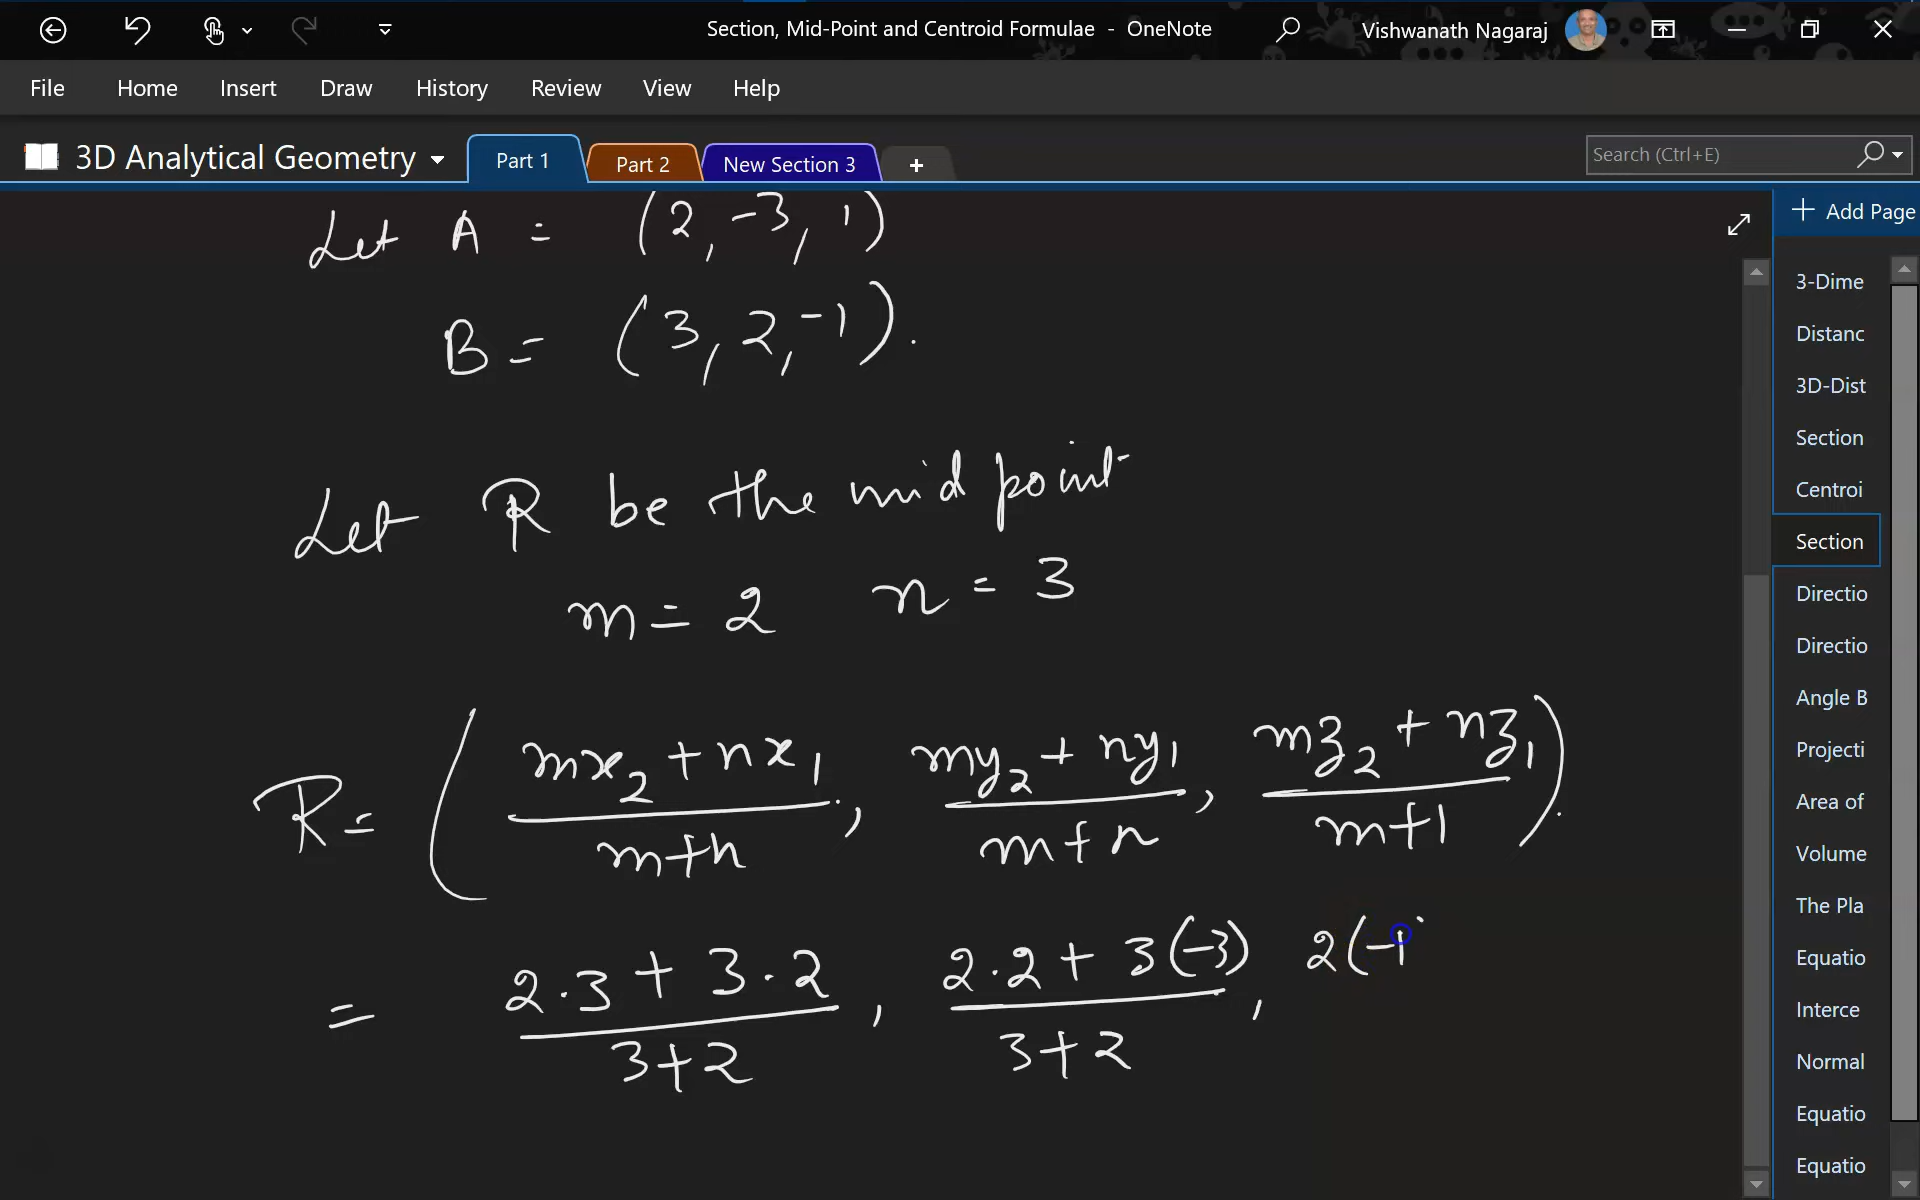 Section, Mid-Point and Centroid Formulae - OneNote
Vishwanath Nagaraj
File Home Insert Draw History Review View Help
3D Analytical Geometry Part 1 Part 2 New Section 3 + Search (Ctrl+E)
+ Add Page
Let A = (2, -3, 1)
B = (3, 2, -1).
Let R be the mid point
m = 2 n = 3
R = ( mx₂ + nx₁ / m+n , my₂ + ny₁ / m+n , mz₂ + nz₁ / m+1 ).
= 2·3 + 3·2 / 3+2 , 2·2 + 3(-3) / 3+2 , 2(-1
3-Dime
Distanc
3D-Dist
Section
Centroi
Section
Directio
Directio
Angle B
Projecti
Area of
Volume
The Pla
Equatio
Interce
Normal
Equatio
Equatio